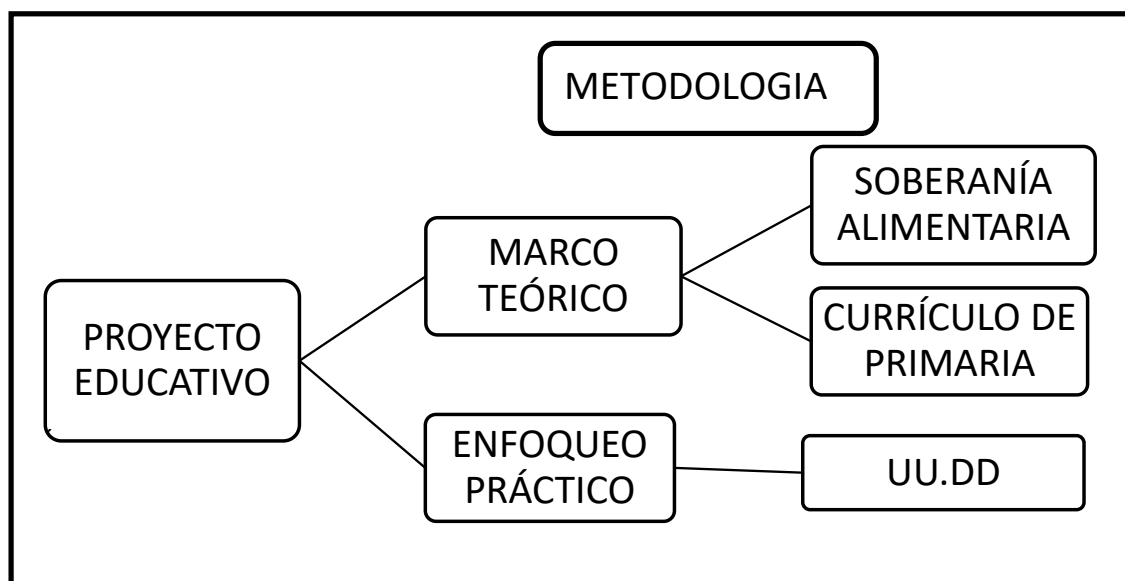 METODOLOGIA
SOBERANÍA
ALIMENTARIA
MARCO
TEÓRICO
CURRÍCULO DE
PRIMARIA
PROYECTO
EDUCATIVO
ENFOQUEO
PRÁCTICO
UU.DD